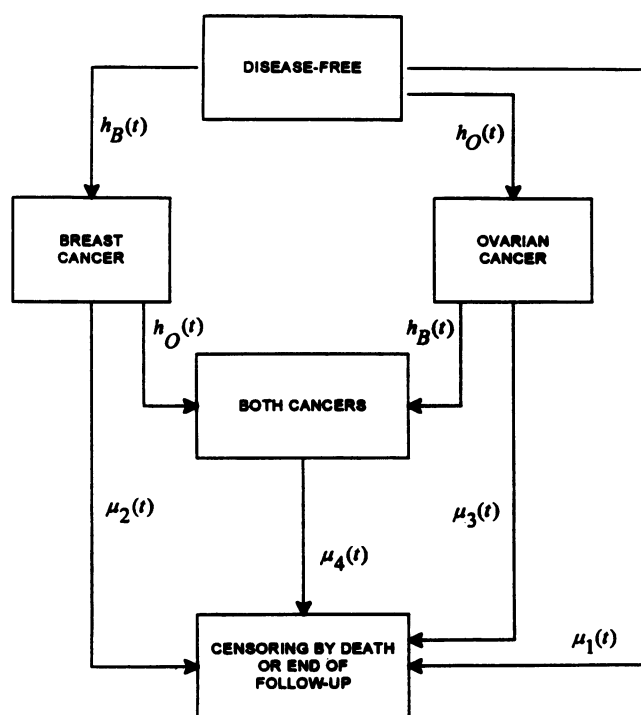 DISEASE-FREE
h_B(t)
h_O(t)
BREAST
CANCER
OVARIAN
CANCER
h_O(t)
h_B(t)
BOTH CANCERS
μ_2(t)
μ_3(t)
μ_4(t)
CENSORING BY DEATH
OR END OF
FOLLOW-UP
μ_1(t)